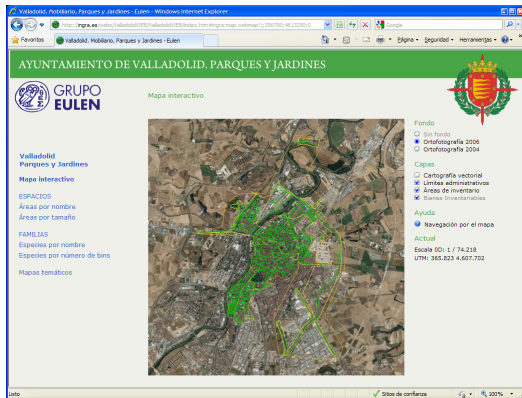 Valladolid. Mobiliario, Parques y Jardines - Eulen - Windows Internet Explorer
Google
Favoritos
Valladolid. Mobiliario, Parques y Jardines - Eulen
Página
Seguridad
Herramientas
AYUNTAMIENTO DE VALLADOLID. PARQUES Y JARDINES
GRUPO
EULEN
Mapa interactivo
Valladolid
Parques y Jardines
Mapa interactivo
ESPACIOS
Áreas por nombre
Áreas por tamaño
FAMILIAS
Especies por nombre
Especies por número de bins
Mapas temáticos
Fondo
Sin fondo
Ortofotografía 2006
Ortofotografía 2004
Capas
Cartografía vectorial
Límites administrativos
Áreas de inventario
Bienes Inventariables
Ayuda
Navegación por el mapa
Actual
Escala 0D: 1 / 74.218
UTM: 365.823 4.607.702
Listo
Sitios de confianza
100%